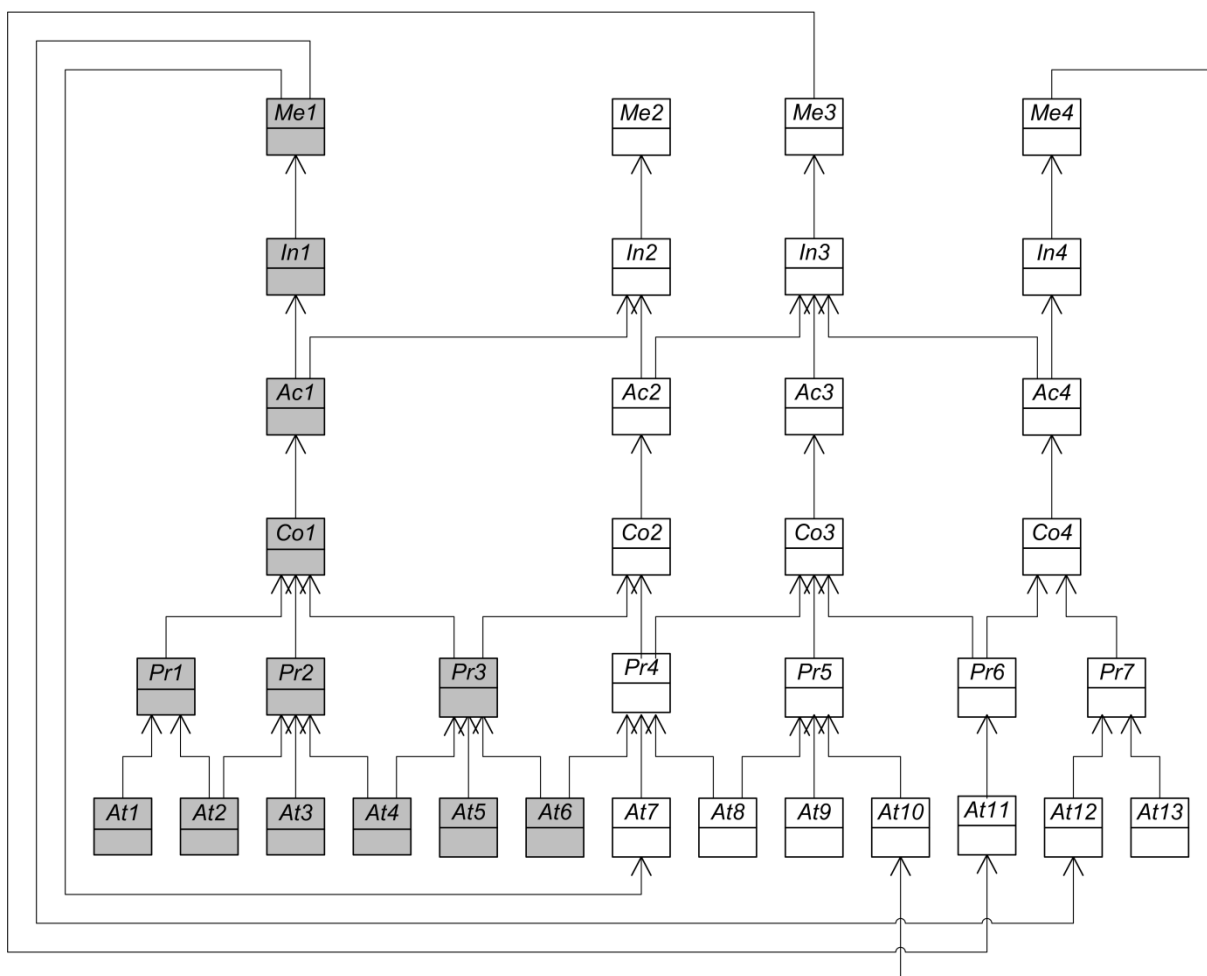 Me1 Me2 Me3 Me4
In1 In2 In3 In4
Ac1 Ac2 Ac3 Ac4
Co1 Co2 Co3 Co4
Pr1 Pr2 Pr3 Pr4 Pr5 Pr6 Pr7
At1 At2 At3 At4 At5 At6 At7 At8 At9 At10 At11 At12 At13